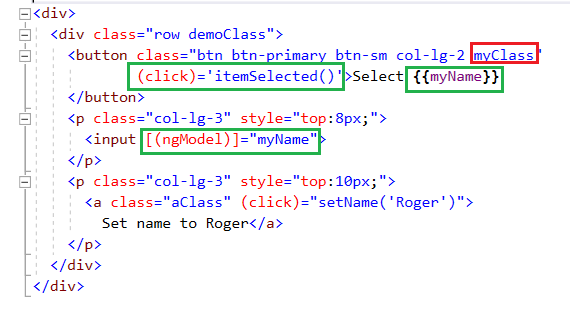 <div>
<div class="row demoClass">
<button class="btn btn-primary btn-sm col-lg-2 myClass"
(click)='itemSelected()'>Select {{myName}}
</button>
<p class="col-lg-3" style="top:8px;">
<input [(ngModel)]="myName">
</p>
<p class="col-lg-3" style="top:10px;">
<a class="aClass" (click)="setName('Roger')">
Set name to Roger</a>
</p>
</div>
</div>